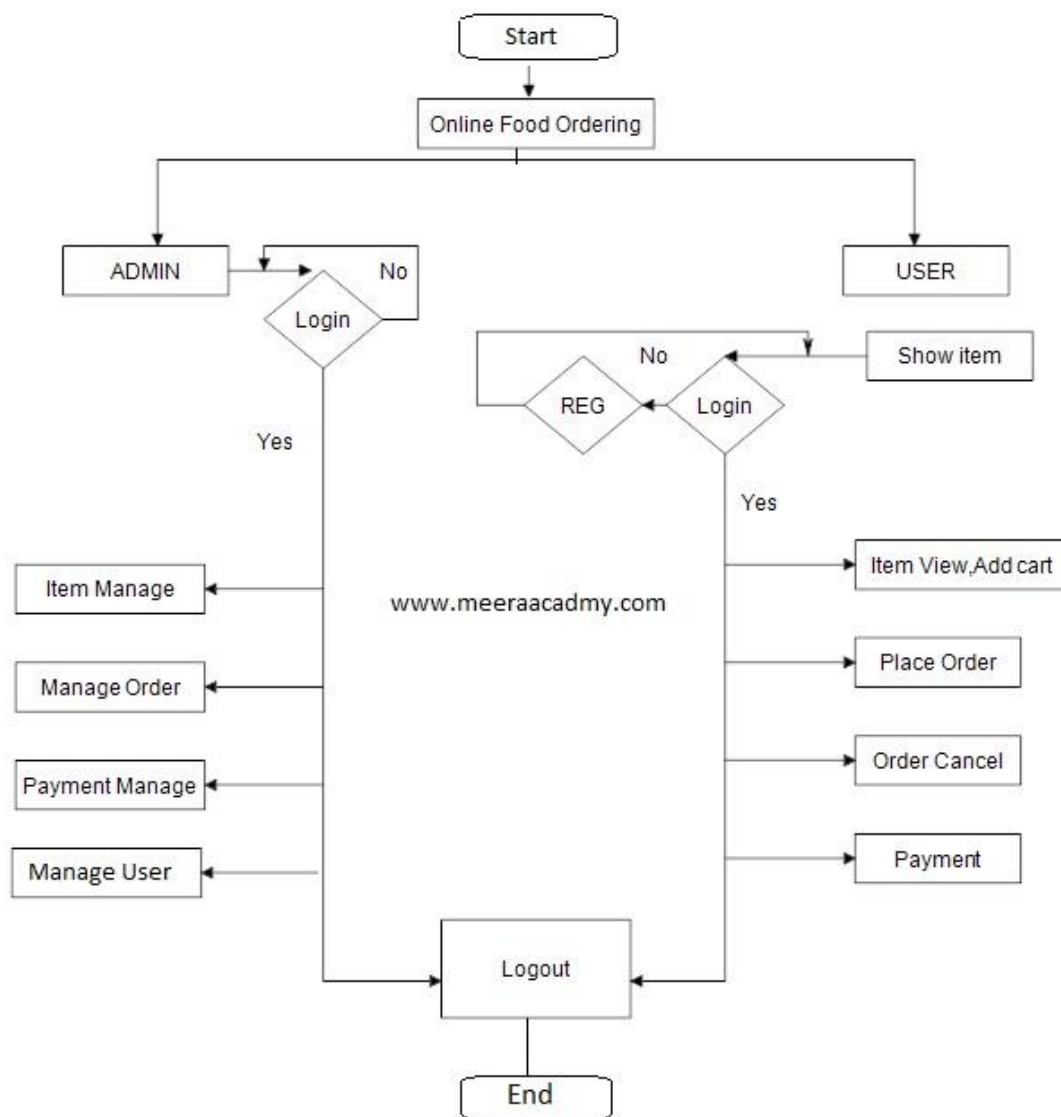 Start
Online Food Ordering
ADMIN
No
USER
Login
No
Show item
REG
Login
Yes
Yes
Item Manage
Item View,Add cart
www.meeraacadmy.com
Manage Order
Place Order
Payment Manage
Order Cancel
Manage User
Payment
Logout
End